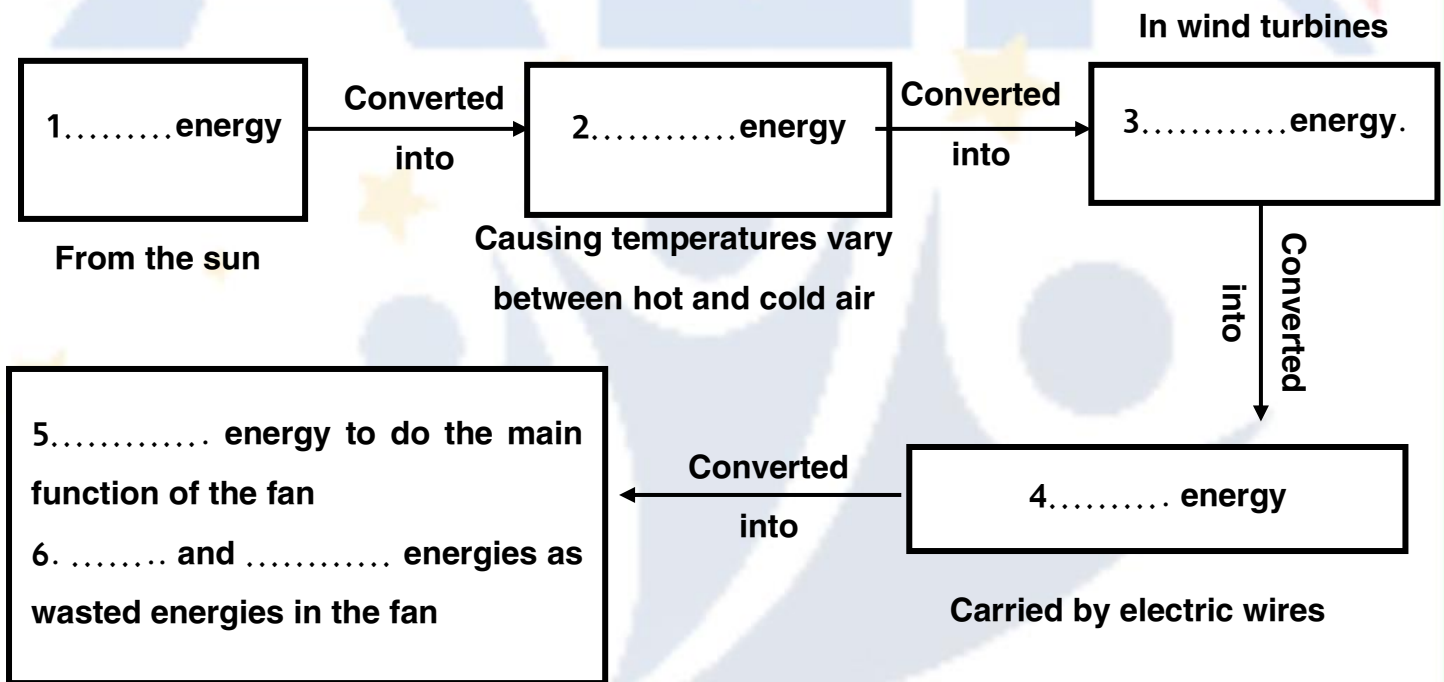 In wind turbines
1.........energy
Converted
into
2............energy
Converted
into
3............energy.
From the sun
Causing temperatures vary
between hot and cold air
Converted
into
5............. energy to do the main
function of the fan
6. ........ and ............ energies as
wasted energies in the fan
Converted
into
4.......... energy
Carried by electric wires